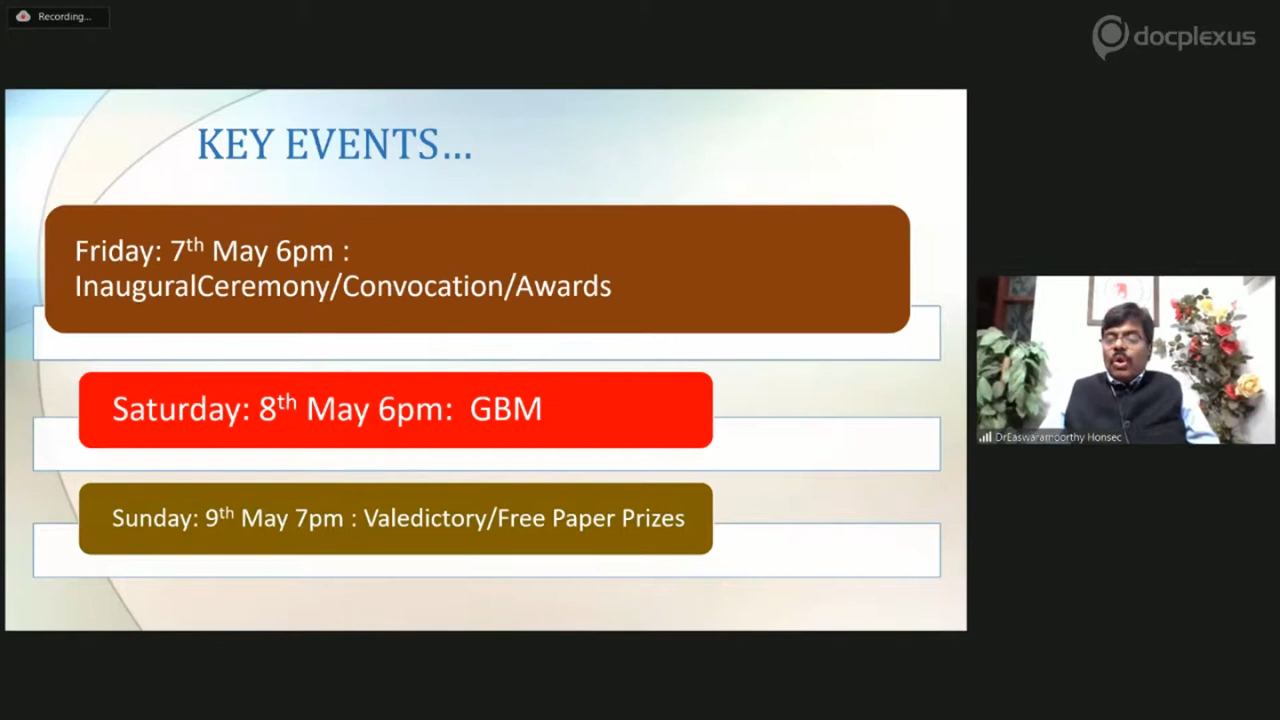 Recording...
docplexus
KEY EVENTS...
Friday: 7th May 6pm :
InauguralCeremony/Convocation/Awards
Saturday: 8th May 6pm: GBM
Sunday: 9th May 7pm : Valedictory/Free Paper Prizes
DrEaswaramoorthy Honsec